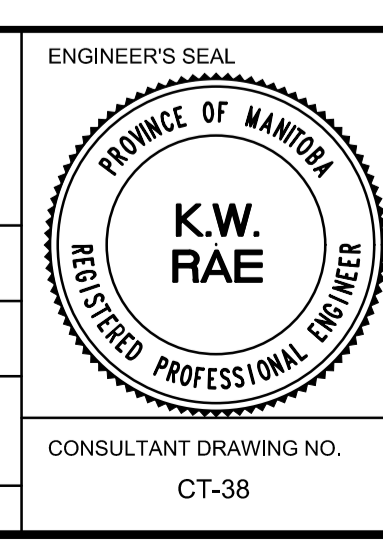 ENGINEER'S SEAL
PROVINCE OF MANITOBA
K.W.
RAE
REGISTERED PROFESSIONAL ENGINEER
CONSULTANT DRAWING NO.
CT-38